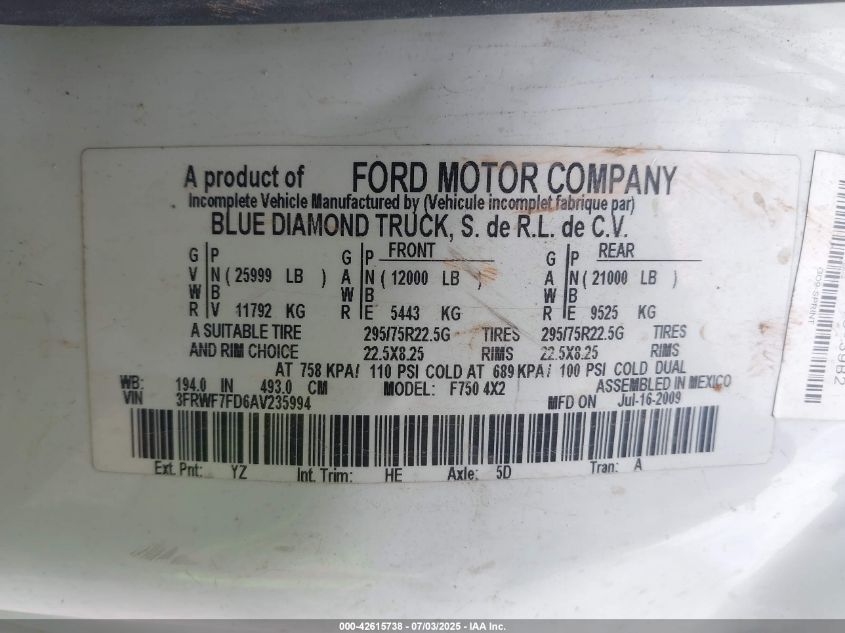 A product of FORD MOTOR COMPANY
Incomplete Vehicle Manufactured by (Vehicule incomplet fabrique par)
BLUE DIAMOND TRUCK, S. de R.L. de C.V.
G P G P FRONT G P REAR
V N ( 25999 LB ) A N ( 12000 LB ) A N ( 21000 LB )
W B W B W B
R V 11792 KG R E 5443 KG R E 9525 KG
A SUITABLE TIRE 295/75R22.5G TIRES 295/75R22.5G TIRES
AND RIM CHOICE 22.5X8.25 RIMS 22.5X8.25 RIMS
AT 758 KPA/ 110 PSI COLD AT 689 KPA/ 100 PSI COLD DUAL
WB: 194.0 IN 493.0 CM MODEL: F750 4X2 ASSEMBLED IN MEXICO
VIN 3FRWF7FD6AV235994 MFD ON Jul-16-2009
Ext. Pnt: YZ Int. Trim: HE Axle: 5D Tran: A
000-42615738 - 07/03/2025 - IAA Inc.